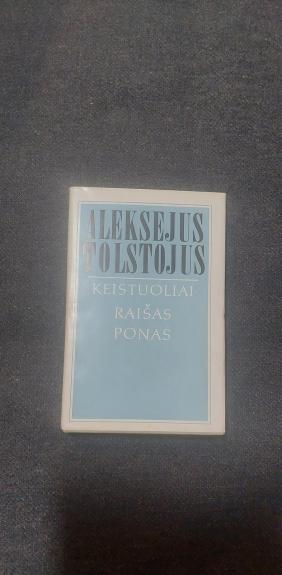 ALEKSEJUS
TOLSTOJUS
KEISTUOLIAI
RAIŠAS
PONAS